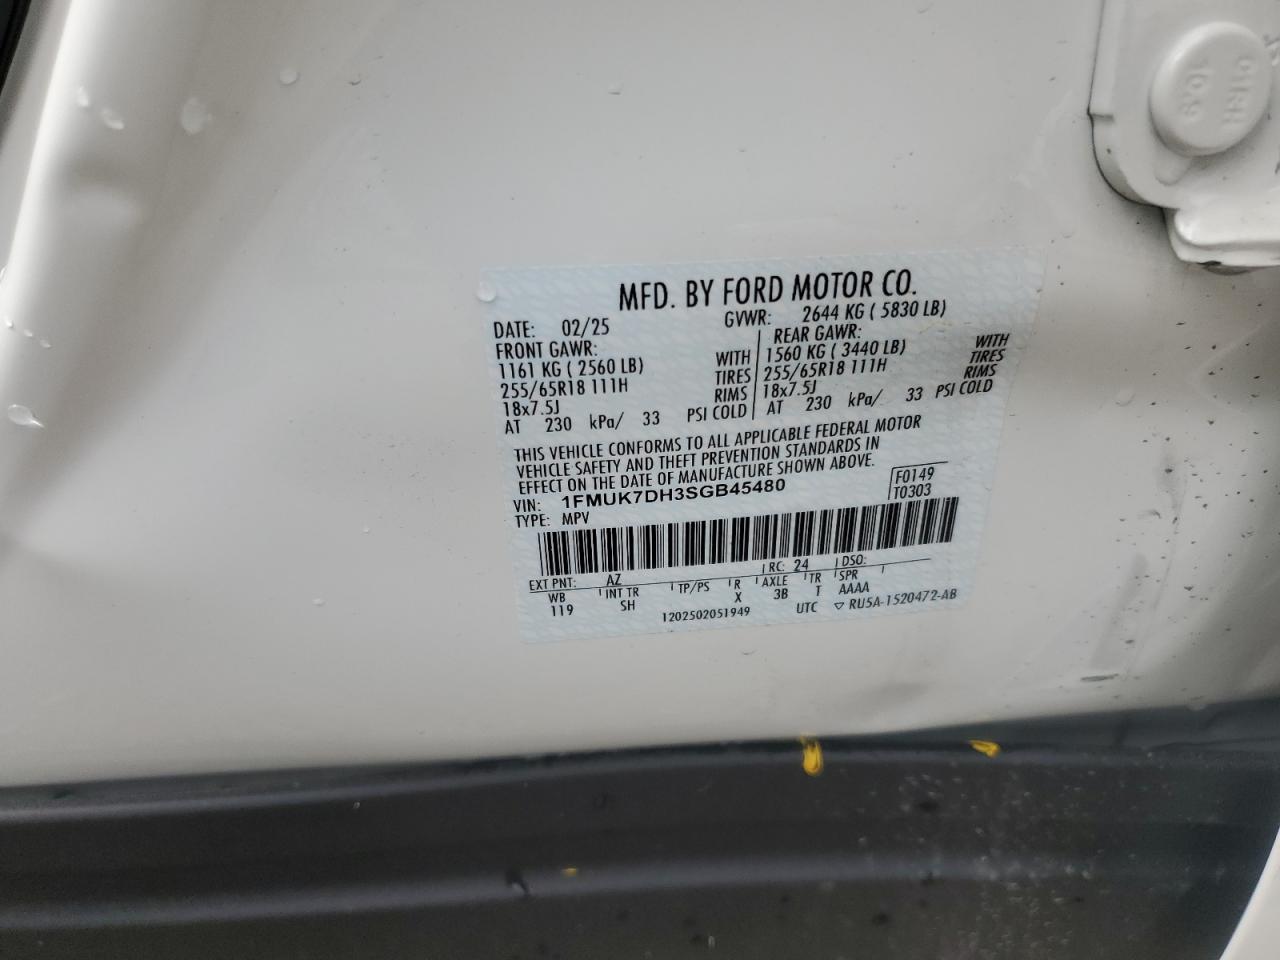 MFD. BY FORD MOTOR CO.
DATE: 02/25 GVWR: 2644 KG ( 5830 LB)
FRONT GAWR: REAR GAWR:
1161 KG ( 2560 LB) WITH 1560 KG ( 3440 LB) WITH
255/65R18 111H TIRES 255/65R18 111H TIRES
18x7.5J RIMS 18x7.5J RIMS
AT 230 kPa/ 33 PSI COLD AT 230 kPa/ 33 PSI COLD
THIS VEHICLE CONFORMS TO ALL APPLICABLE FEDERAL MOTOR
VEHICLE SAFETY AND THEFT PREVENTION STANDARDS IN
EFFECT ON THE DATE OF MANUFACTURE SHOWN ABOVE.
VIN: 1FMUK7DH3SGB45480 F0149
TYPE: MPV T0303
EXT PNT: AZ RC: 24 DSO:
WB INT TR TP/PS R AXLE TR SPR
119 SH X 3B T AAAA
1202502051949 UTC ▽ RU5A-1520472-AB
10.9